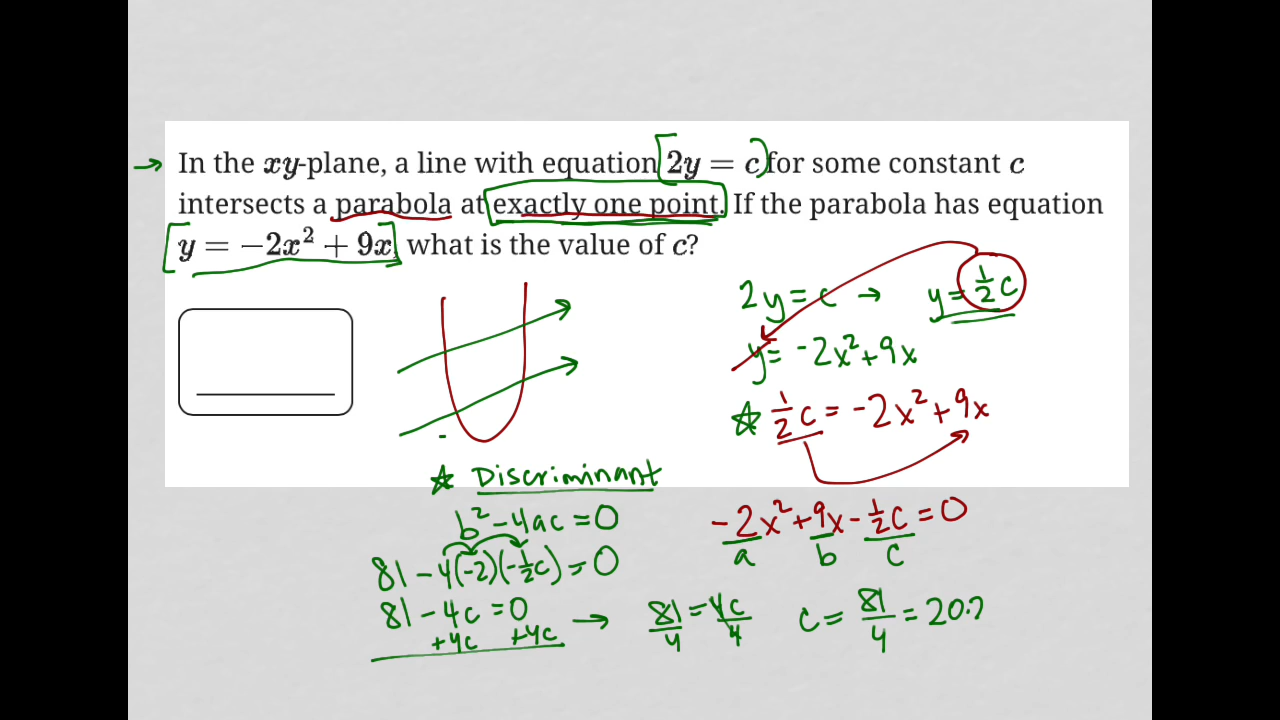 → In the xy-plane, a line with equation 2y = c for some constant c
intersects a parabola at exactly one point. If the parabola has equation
y = −2x² + 9x, what is the value of c?
2y = c → y = ½c
y = -2x² + 9x
☆ ½c = -2x² + 9x
☆ Discriminant
b² - 4ac = 0
81 - 4(-2)(-½c) = 0
81 - 4c = 0
+4c +4c
-2x² + 9x - ½c = 0
a b c
→ 81/4 = 4c/4 c = 81/4 = 20.2